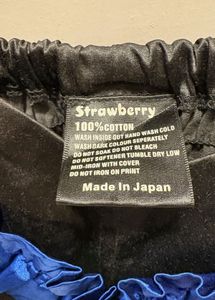 Strawberry
100%COTTON
WASH INSIDE OUT HAND WASH COLD
WASH DARK COLOUR SEPERATELY
DO NOT SOAK DO NOT BLEACH
DO NOT SOFTENER TUMBLE DRY LOW
MID-IRON WITH COVER
DO NOT IRON ON PRINT
Made In Japan